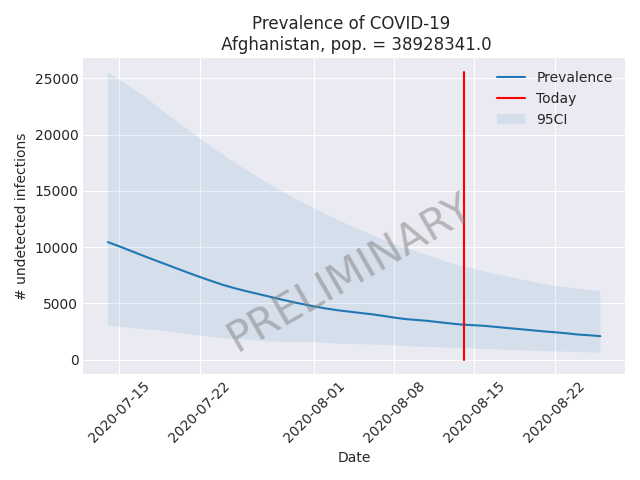 Prevalence of COVID-19
Afghanistan, pop. = 38928341.0
25000
20000
15000
10000
5000
0
# undetected infections
Prevalence
Today
95CI
PRELIMINARY
2020-07-15
2020-07-22
2020-08-01
2020-08-08
2020-08-15
2020-08-22
Date